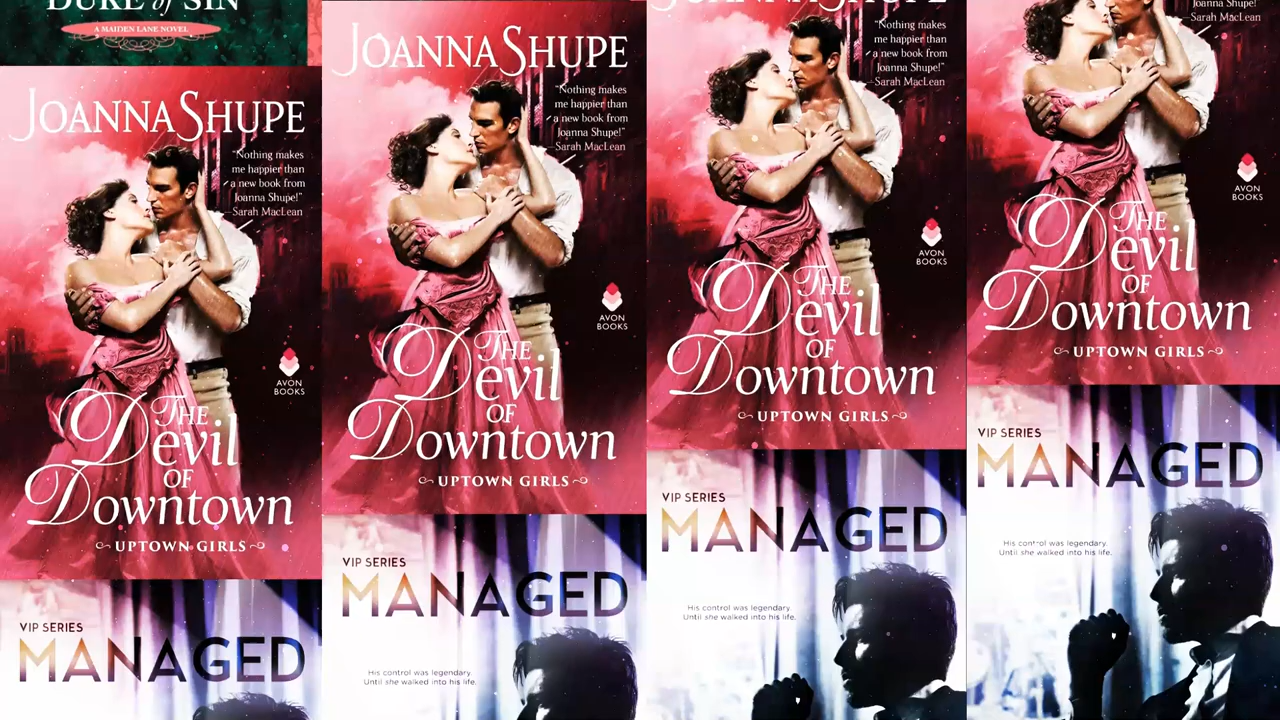 DUKE of SIN
A MAIDEN LANE NOVEL
JOANNA SHUPE
"Nothing makes
me happier than
a new book from
Joanna Shupe!"
—Sarah MacLean
AVON
BOOKS
THE
Devil
OF
Downtown
UPTOWN GIRLS
VIP SERIES
MANAGED
JOANNA SHUPE
"Nothing makes
me happier than
a new book from
Joanna Shupe!"
—Sarah MacLean
AVON
BOOKS
THE
Devil
OF
Downtown
UPTOWN GIRLS
VIP SERIES
MANAGED
His control was legendary.
Until she walked into his life.
JOANNA SHUPE
"Nothing makes
me happier than
a new book from
Joanna Shupe!"
—Sarah MacLean
AVON
BOOKS
THE
Devil
OF
Downtown
UPTOWN GIRLS
VIP SERIES
MANAGED
His control was legendary.
Until she walked into his life.
Joanna Shupe!"
Sarah MacLean
AVON
BOOKS
THE
Devil
OF
Downtown
UPTOWN GIRLS
VIP SERIES
MANAGED
His control was legendary.
Until she walked into his life.